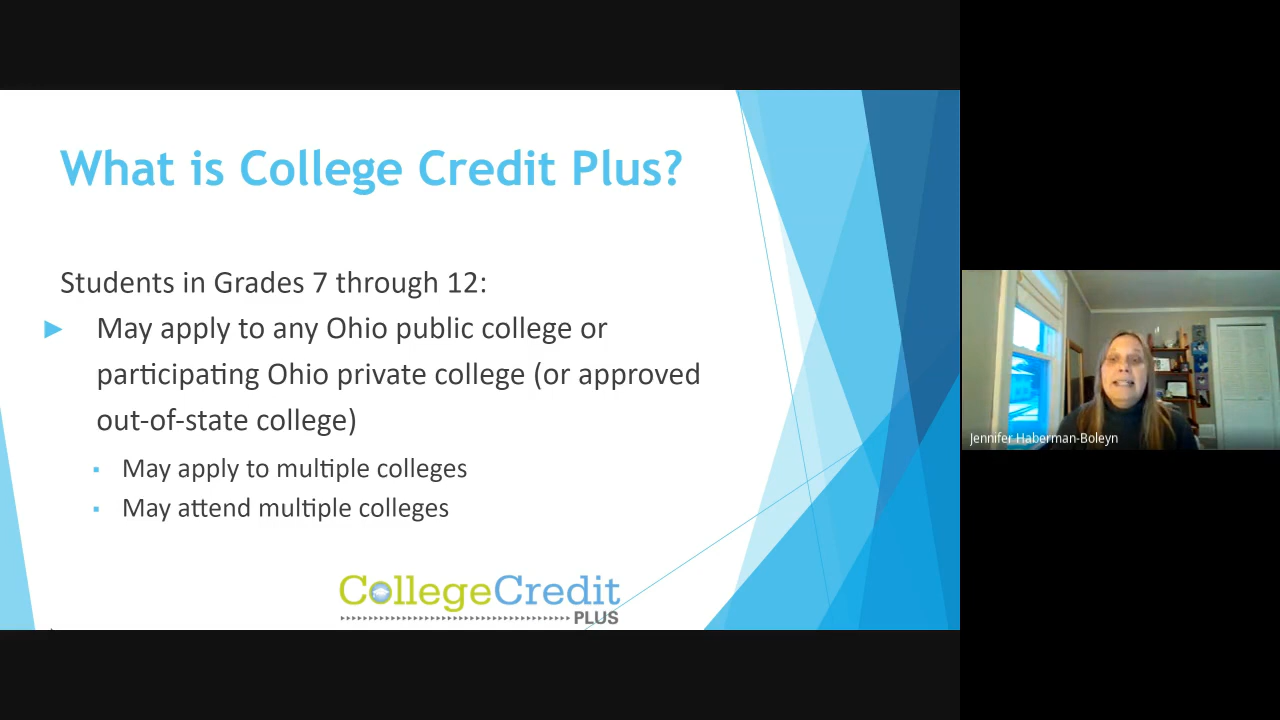 What is College Credit Plus?
Students in Grades 7 through 12:
May apply to any Ohio public college or
participating Ohio private college (or approved
out-of-state college)
May apply to multiple colleges
May attend multiple colleges
CollegeCredit
PLUS
Jennifer Haberman-Boleyn